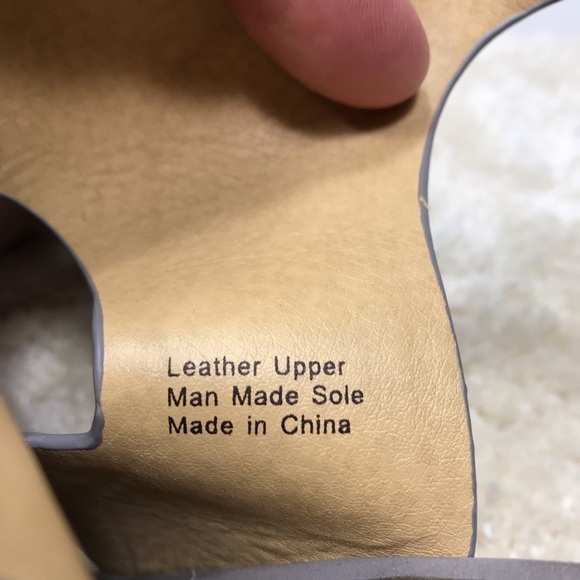 Leather Upper
Man Made Sole
Made in China